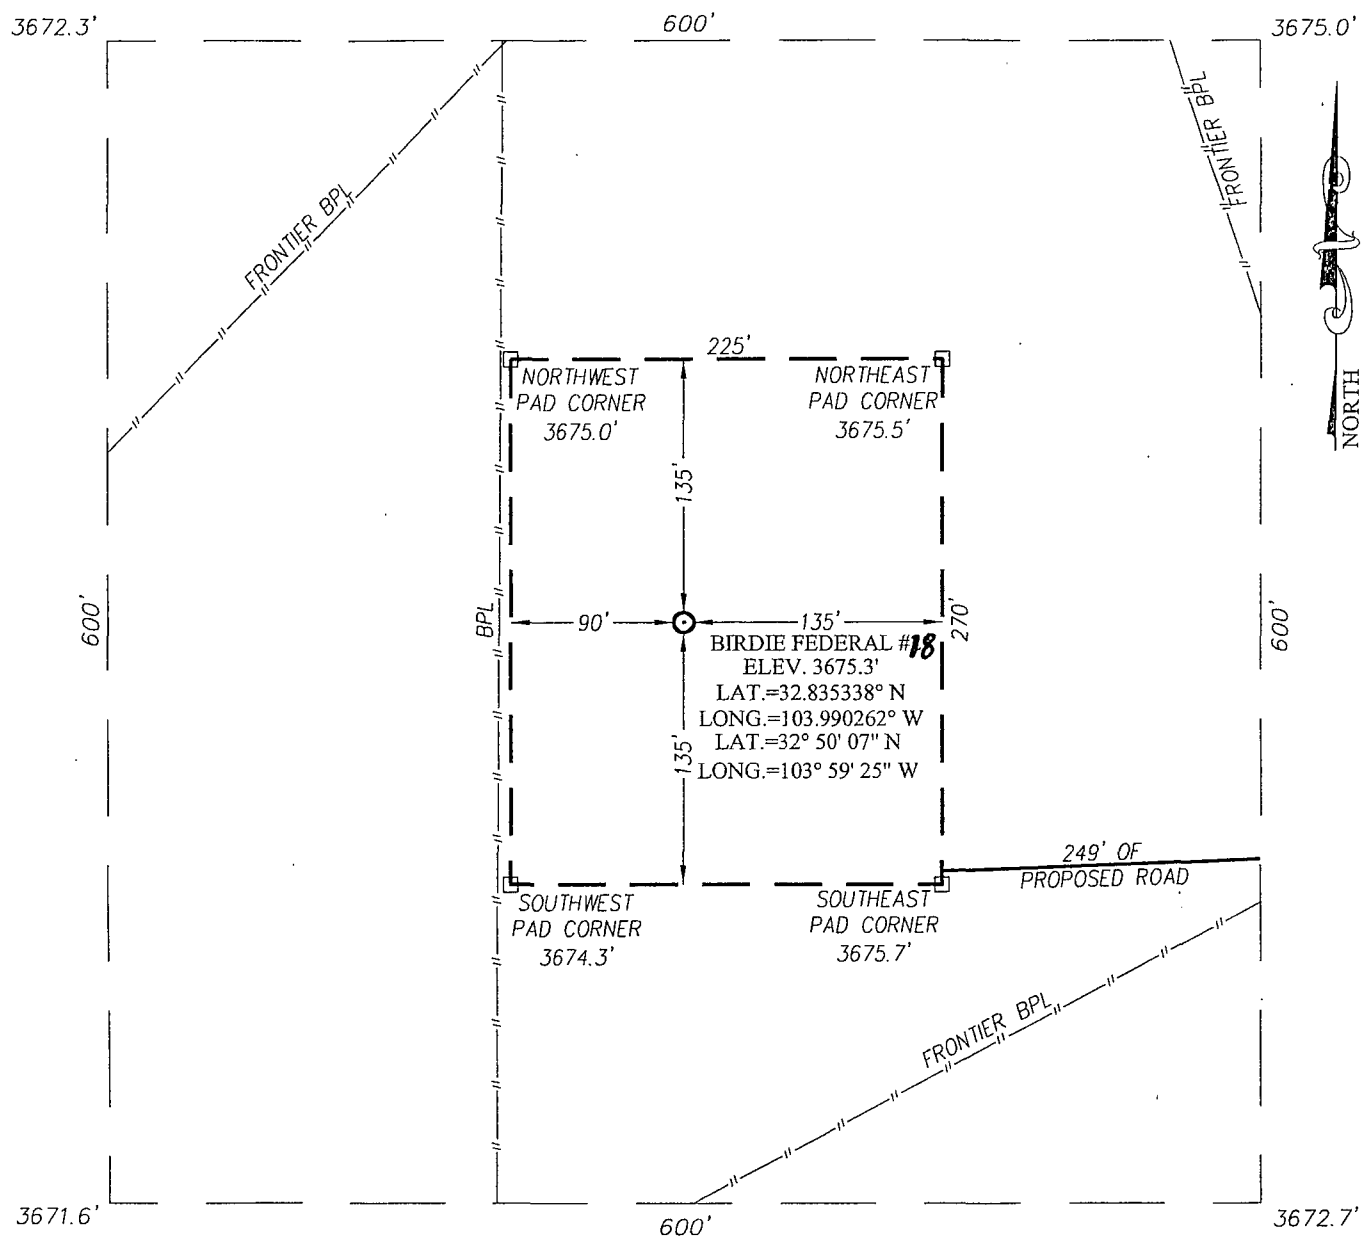 3672.3'
600'
3675.0'
FRONTIER BPL
FRONTIER BPL
NORTH
225'
NORTHWEST
PAD CORNER
3675.0'
NORTHEAST
PAD CORNER
3675.5'
135'
600'
BPL
90'
135'
270'
600'
BIRDIE FEDERAL #18
ELEV. 3675.3'
LAT.=32.835338° N
LONG.=103.990262° W
LAT.=32° 50' 07" N
LONG.=103° 59' 25" W
135'
249' OF
PROPOSED ROAD
SOUTHWEST
PAD CORNER
3674.3'
SOUTHEAST
PAD CORNER
3675.7'
FRONTIER BPL
3671.6'
600'
3672.7'